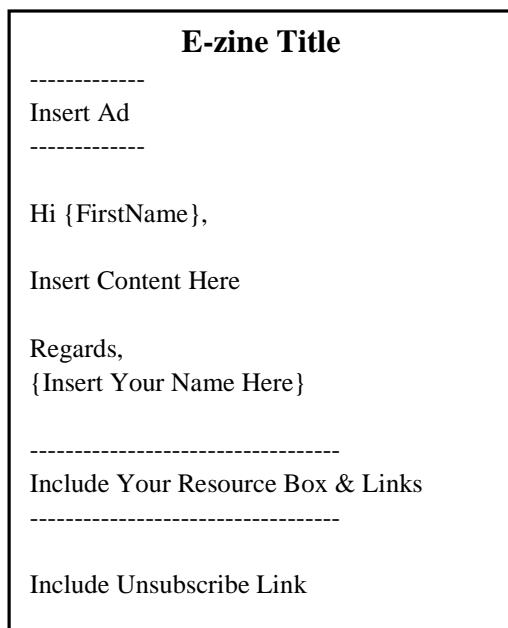 E-zine Title
-------------
Insert Ad
-------------
Hi {FirstName},
Insert Content Here
Regards,
{Insert Your Name Here}
-----------------------------------
Include Your Resource Box & Links
-----------------------------------
Include Unsubscribe Link